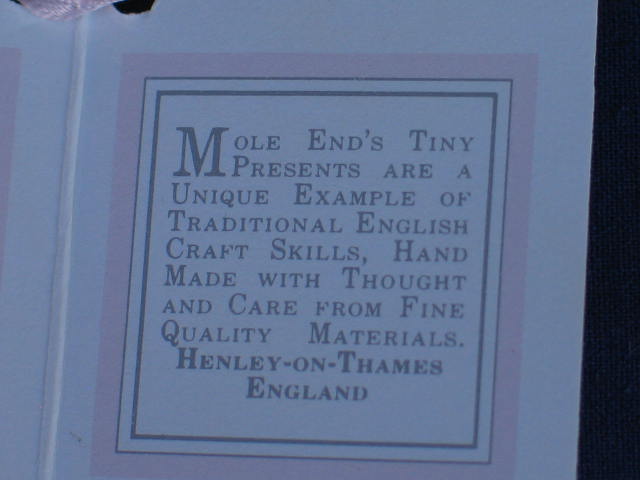 Mole End's Tiny
Presents are a
Unique Example of
Traditional English
Craft Skills, Hand
Made with Thought
and Care from Fine
Quality Materials.
Henley-on-Thames
England